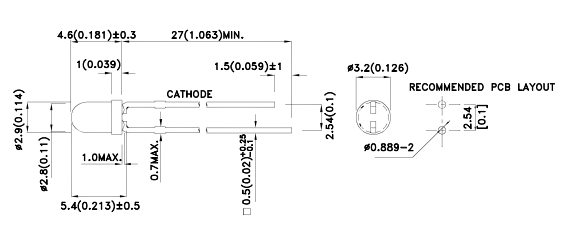 4.6(0.181)±0.3
27(1.063)MIN.
1(0.039)
1.5(0.059)±1
CATHODE
ø3.2(0.126)
RECOMMENDED PCB LAYOUT
ø2.9(0.114)
ø2.8(0.11)
1.0MAX.
0.7MAX.
□0.5(0.02)+0.25 -0.1
2.54(0.1)
ø0.889-2
2.54
[0.1]
5.4(0.213)±0.5